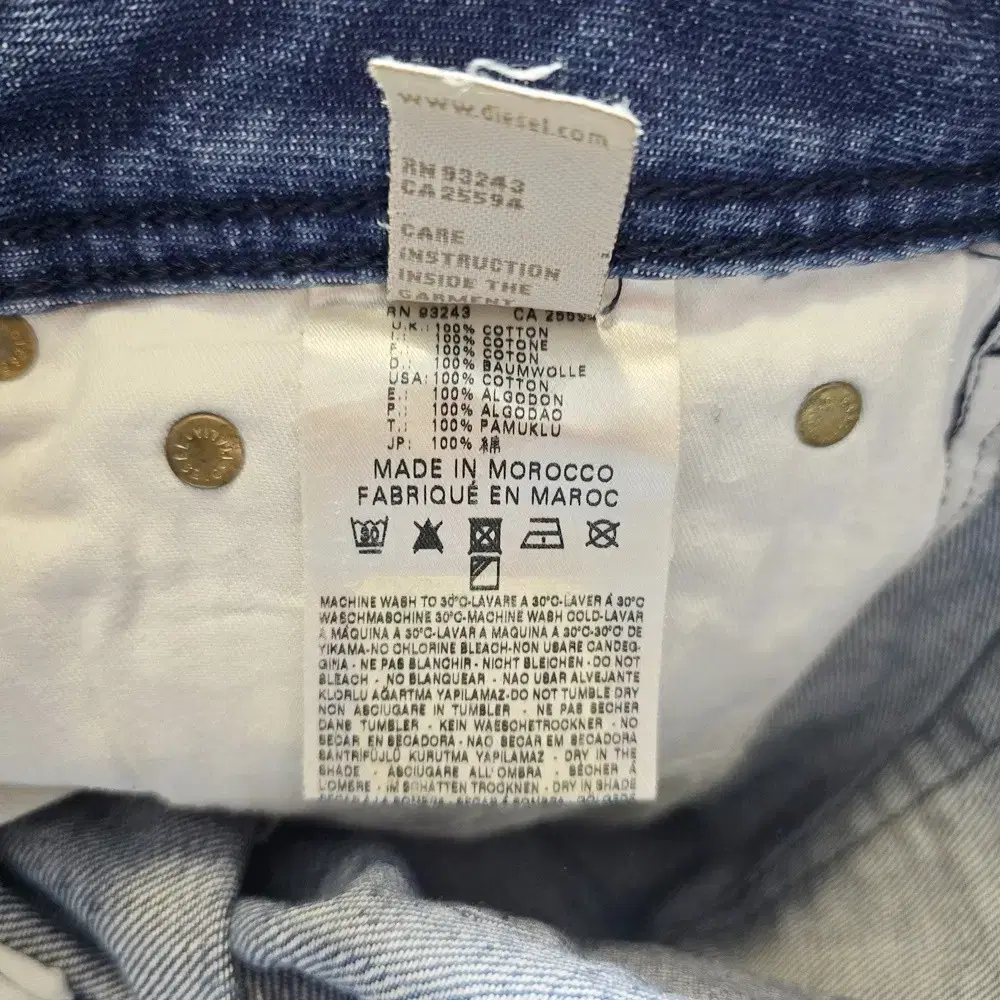 www.diesel.com
RN 93243
CA 25594
CARE
INSTRUCTION
INSIDE THE
GARMENT
RN 93243 CA 25594
U.K.: 100% COTTON
I.: 100% COTONE
F.: 100% COTON
D.: 100% BAUMWOLLE
USA: 100% COTTON
E.: 100% ALGODON
P.: 100% ALGODAO
T.: 100% PAMUKLU
JP: 100% 綿
MADE IN MOROCCO
FABRIQUÉ EN MAROC
30
MACHINE WASH TO 30°C-LAVARE A 30°C-LAVER Á 30°C
WASCHMASCHINE 30°C-MACHINE WASH COLD-LAVAR
A MÁQUINA A 30°C-LAVAR A MÁQUINA A 30°C-30°C' DE
YIKAMA-NO CHLORINE BLEACH-NON USARE CANDEG-
GINA - NE PAS BLANCHIR - NICHT BLEICHEN - DO NOT
BLEACH - NO BLANQUEAR - NAO USAR ALVEJANTE
KLORLU AĞARTMA YAPILAMAZ-DO NOT TUMBLE DRY
NON ASCIUGARE IN TUMBLER - NE PAS SECHER
DANS TUMBLER - KEIN WAESCHETROCKNER - NO
SECAR EN SECADORA - NAO SECAR EM SECADORA
SANTRIFÜJLÜ KURUTMA YAPILAMAZ - DRY IN THE
SHADE - ASCIUGARE ALL'OMBRA - SÈCHER Á
L'OMBRE - IM SCHATTEN TROCKNEN - DRY IN SHADE